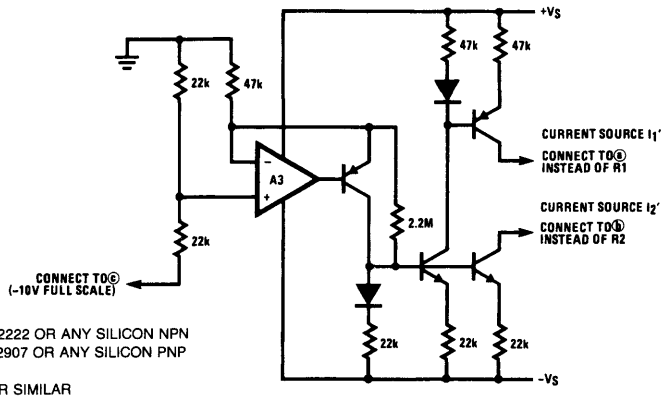 +VS
47k
47k
22k
47k
CURRENT SOURCE I1'
CONNECT TO ⓐ
INSTEAD OF R1
−
A3
+
2.2M
CURRENT SOURCE I2'
CONNECT TO ⓑ
INSTEAD OF R2
22k
CONNECT TO ⓒ
(-10V FULL SCALE)
22k
22k
22k
2222 OR ANY SILICON NPN
2907 OR ANY SILICON PNP
R SIMILAR
−VS